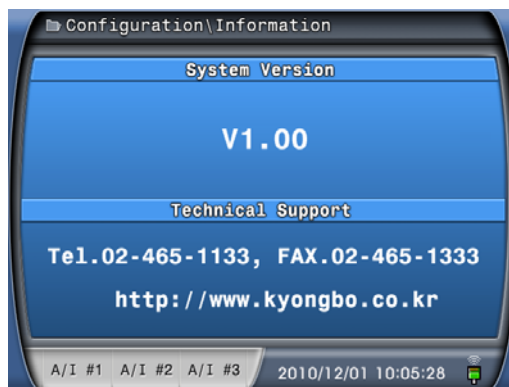 Configuration\Information
System Version
V1.00
Technical Support
Tel.02-465-1133, FAX.02-465-1333
http://www.kyongbo.co.kr
A/I #1 A/I #2 A/I #3 2010/12/01 10:05:28